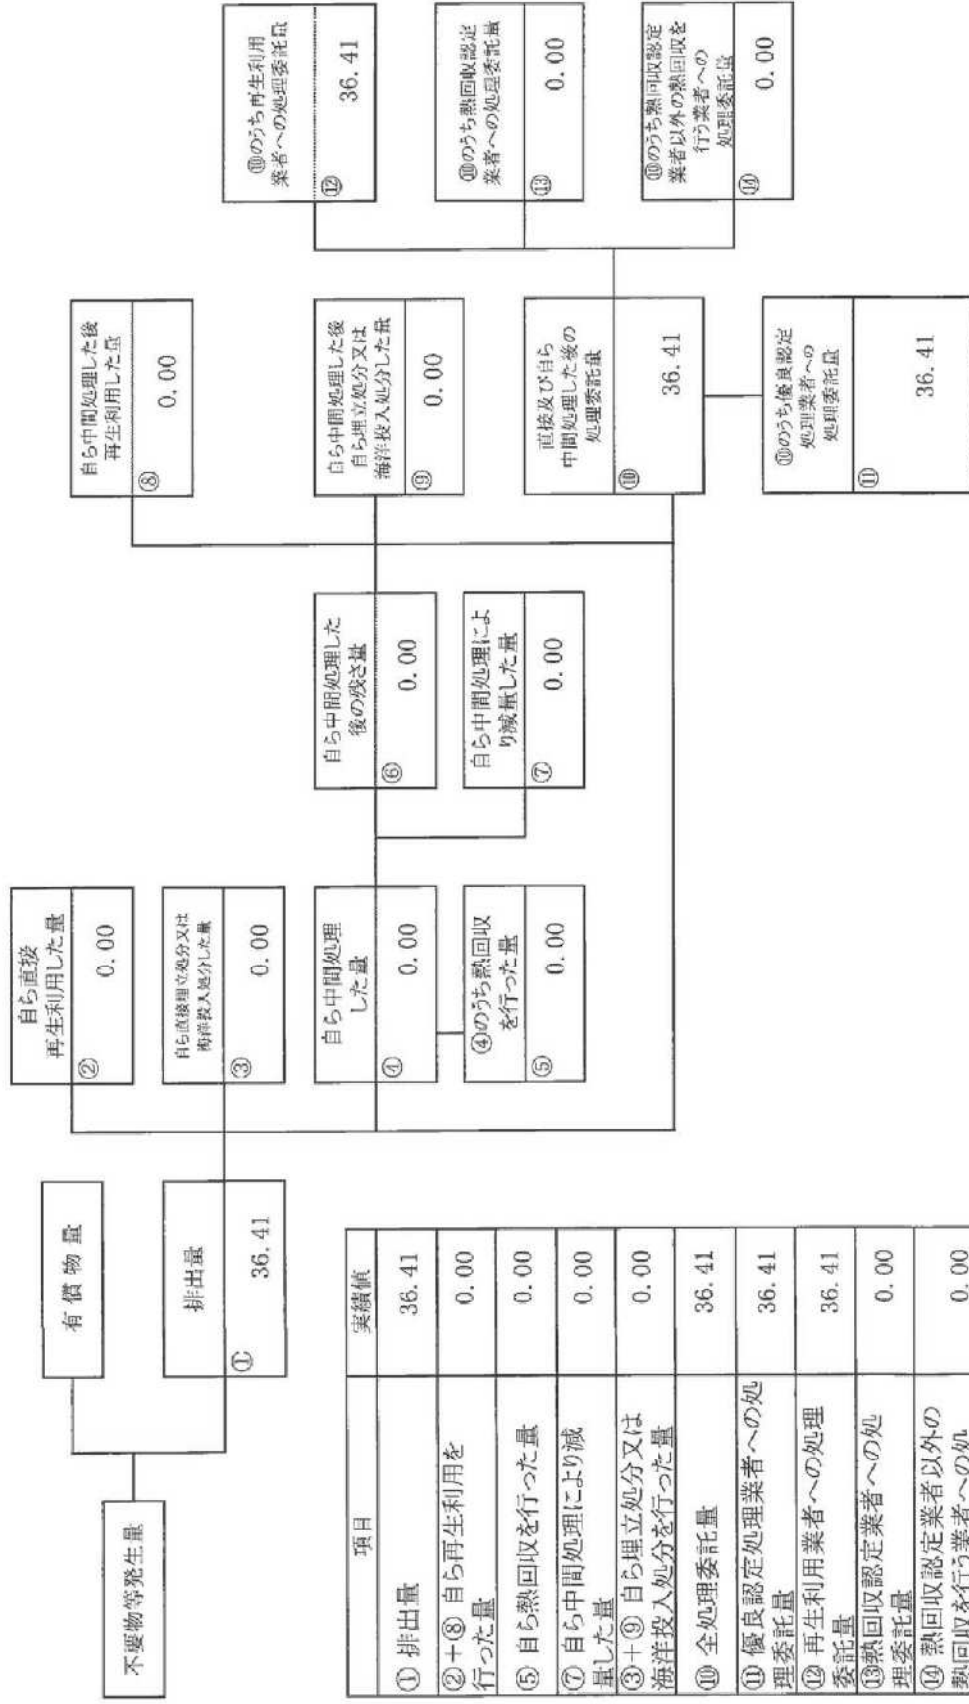 不要物等発生量
有償物量
排出量
①
36.41
自ら直接
再生利用した量
②
0.00
自ら直接埋立処分又は
海洋投入処分した量
③
0.00
自ら中間処理
した量
④
0.00
④のうち熱回収
を行った量
⑤
0.00
自ら中間処理した
後の残さ量
⑥
0.00
自ら中間処理によ
り減量した量
⑦
0.00
自ら中間処理した後
再生利用した量
⑧
0.00
自ら中間処理した後
自ら埋立処分又は
海洋投入処分した量
⑨
0.00
直接及び自ら
中間処理した後の
処理委託量
⑩
36.41
⑩のうち優良認定
処理業者への
処理委託量
⑪
36.41
⑩のうち再生利用
業者への処理委託量
⑫
36.41
⑩のうち熱回収認定
業者への処理委託量
⑬
0.00
⑩のうち熱回収認定
業者以外の熱回収を
行う業者への
処理委託量
⑭
0.00
項目 実績値
① 排出量 36.41
②+⑧ 自ら再生利用を
行った量 0.00
⑤ 自ら熱回収を行った量 0.00
⑦ 自ら中間処理により減
量した量 0.00
③+⑨ 自ら埋立処分又は
海洋投入処分を行った量 0.00
⑩ 全処理委託量 36.41
⑪ 優良認定処理業者への処
理委託量 36.41
⑫ 再生利用業者への処理
委託量 36.41
⑬熱回収認定業者への処
理委託量 0.00
⑭ 熱回収認定業者以外の
熱回収を行う業者への処 0.00